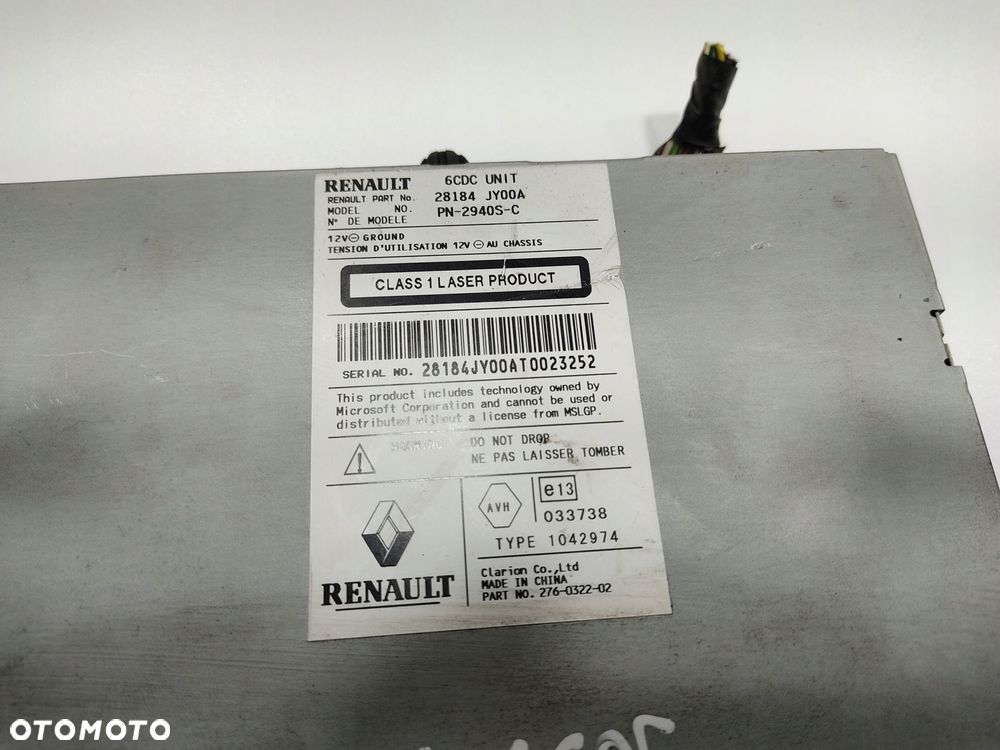 RENAULT 6CDC UNIT
RENAULT PART No. 28184 JY00A
MODEL NO. PN-2940S-C
N° DE MODELE
12V⊖ GROUND
TENSION D'UTILISATION 12V ⊖ AU CHASSIS
CLASS 1 LASER PRODUCT
SERIAL NO. 28184JY00AT0023252
This product includes technology owned by
Microsoft Corporation and cannot be used or
distributed without a license from MSLGP.
WARNING DO NOT DROP
NE PAS LAISSER TOMBER
AVH e13
033738
TYPE 1042974
RENAULT
Clarion Co.,Ltd
MADE IN CHINA
PART NO. 276-0322-02
OTOMOTO